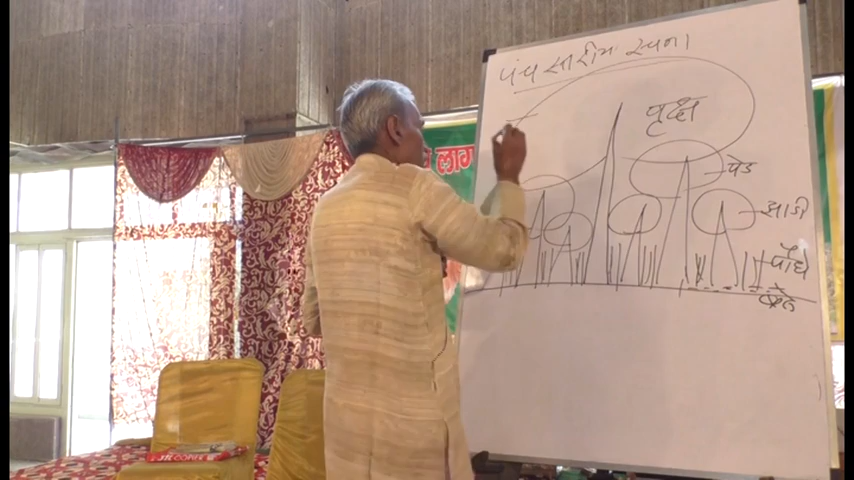 पंच स्तरीय रचना
वृक्ष
पेड
झाडी
पौधे
बेल
लाग